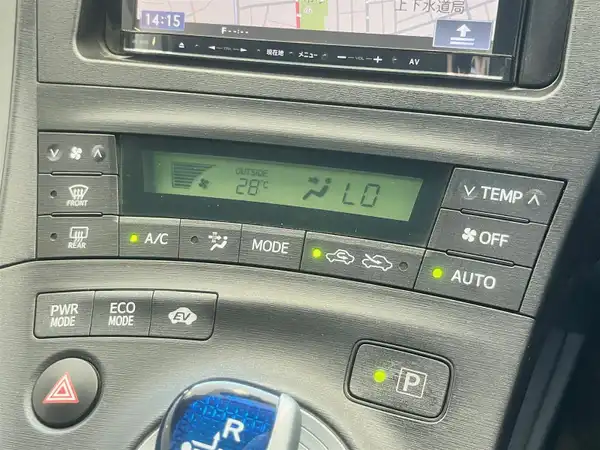 上下水道局
14:15
F--:--
現在地 メニュー
VOL
AV
OUTSIDE
28℃
LO
TEMP
FRONT
OFF
REAR
A/C
MODE
AUTO
PWR
MODE
ECO
MODE
EV
P
R